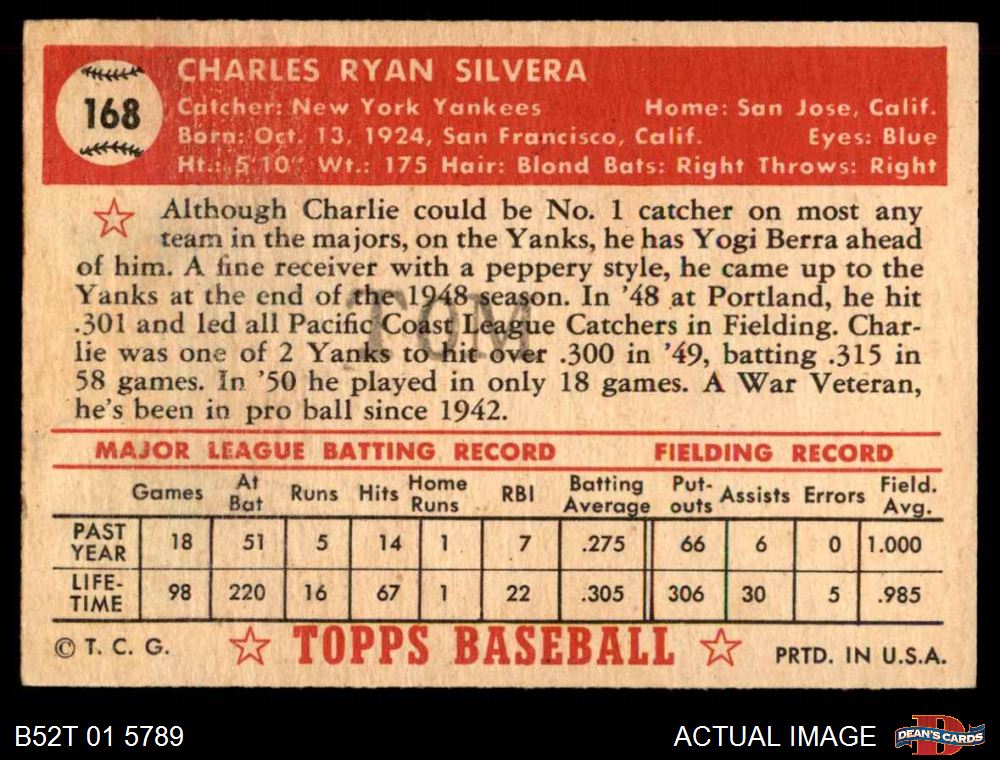 168
CHARLES RYAN SILVERA
Catcher: New York Yankees Home: San Jose, Calif.
Born: Oct. 13, 1924, San Francisco, Calif. Eyes: Blue
Ht.: 5'10" Wt.: 175 Hair: Blond Bats: Right Throws: Right
Although Charlie could be No. 1 catcher on most any
team in the majors, on the Yanks, he has Yogi Berra ahead
of him. A fine receiver with a peppery style, he came up to the
Yanks at the end of the 1948 season. In '48 at Portland, he hit
.301 and led all Pacific Coast League Catchers in Fielding. Char-
lie was one of 2 Yanks to hit over .300 in '49, batting .315 in
58 games. In '50 he played in only 18 games. A War Veteran,
he's been in pro ball since 1942.
TOM
MAJOR LEAGUE BATTING RECORD FIELDING RECORD
Games At Bat Runs Hits Home Runs RBI Batting Average Put-outs Assists Errors Field. Avg.
PAST YEAR 18 51 5 14 1 7 .275 66 6 0 1.000
LIFE-TIME 98 220 16 67 1 22 .305 306 30 5 .985
© T. C. G. TOPPS BASEBALL PRTD. IN U.S.A.
B52T 01 5789 ACTUAL IMAGE D DEAN'S CARDS